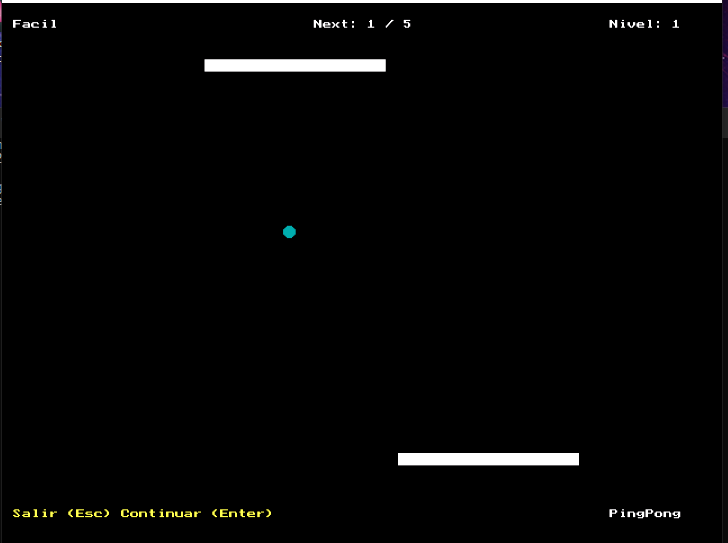 Facil
Next: 1 / 5
Nivel: 1
Salir (Esc) Continuar (Enter)
PingPong